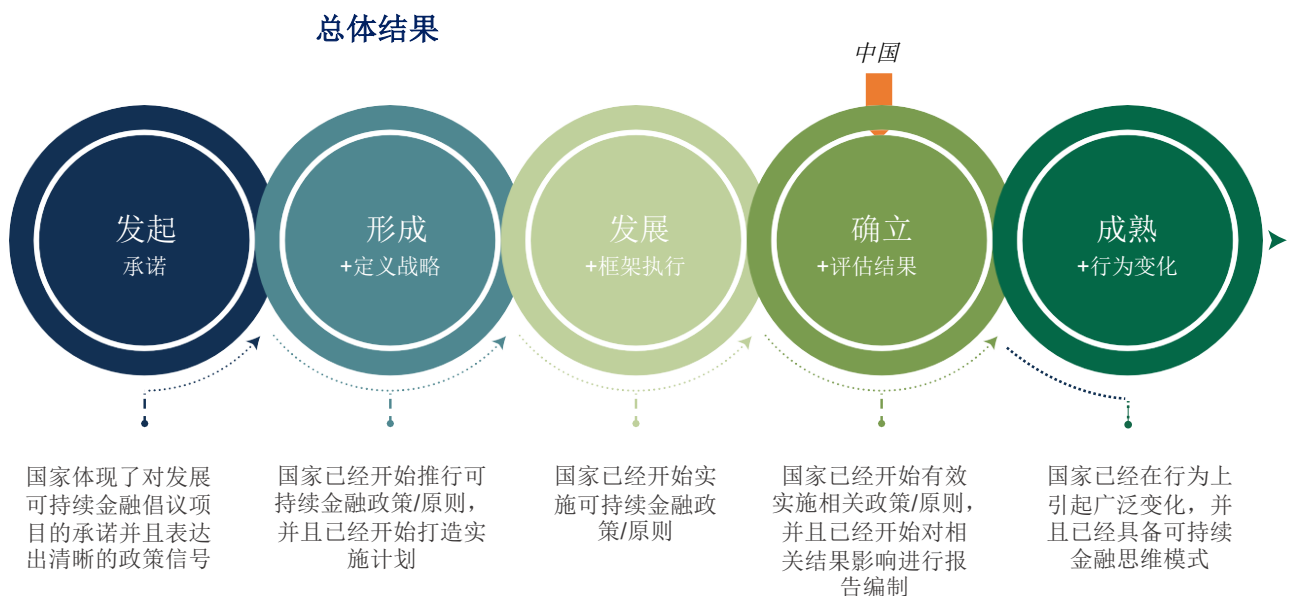 总体结果
中国
发起
承诺
形成
+定义战略
发展
+框架执行
确立
+评估结果
成熟
+行为变化
国家体现了对发展
可持续金融倡议项
目的承诺并且表达
出清晰的政策信号
国家已经开始推行可
持续金融政策/原则，
并且已经开始打造实
施计划
国家已经开始实
施可持续金融政
策/原则
国家已经开始有效
实施相关政策/原则，
并且已经开始对相
关结果影响进行报
告编制
国家已经在行为上
引起广泛变化，并
且已经具备可持续
金融思维模式